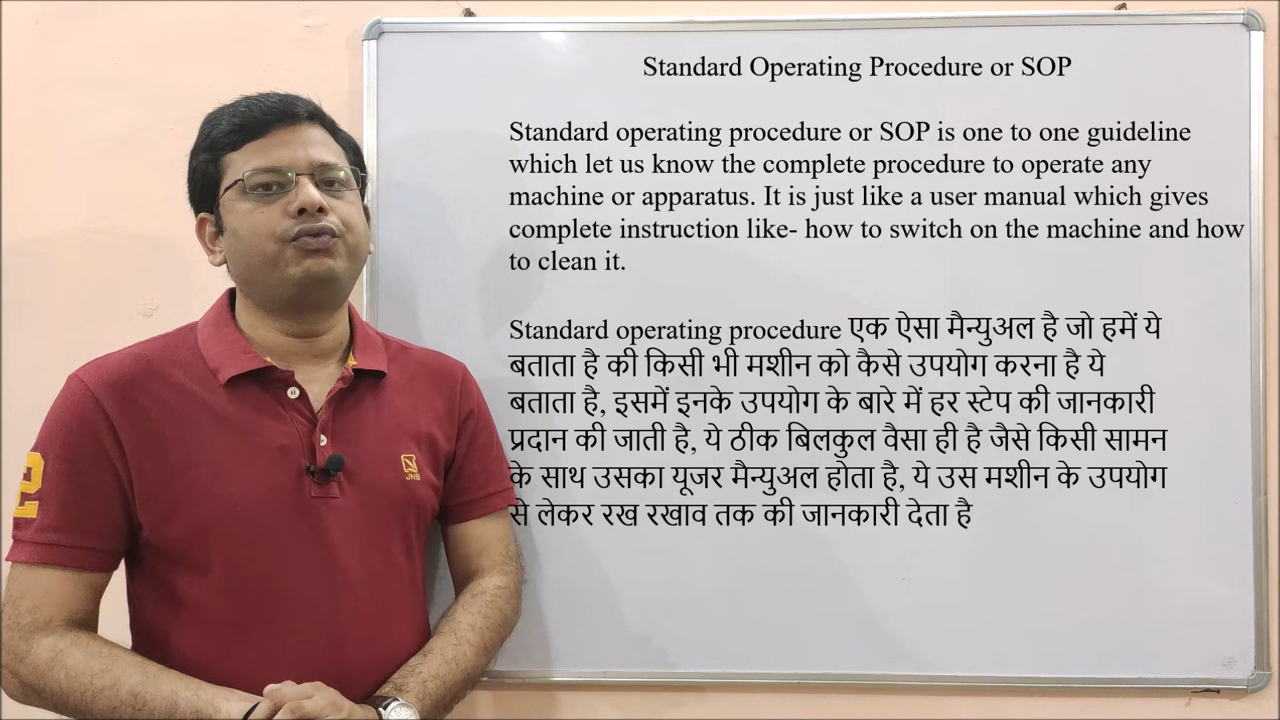 Standard Operating Procedure or SOP
Standard operating procedure or SOP is one to one guideline
which let us know the complete procedure to operate any
machine or apparatus. It is just like a user manual which gives
complete instruction like- how to switch on the machine and how
to clean it.
Standard operating procedure एक ऐसा मैन्युअल है जो हमें ये
बताता है की किसी भी मशीन को कैसे उपयोग करना है ये
बताता है, इसमें इनके उपयोग के बारे में हर स्टेप की जानकारी
प्रदान की जाती है, ये ठीक बिलकुल वैसा ही है जैसे किसी सामन
के साथ उसका यूजर मैन्युअल होता है, ये उस मशीन के उपयोग
से लेकर रख रखाव तक की जानकारी देता है
JNB
2